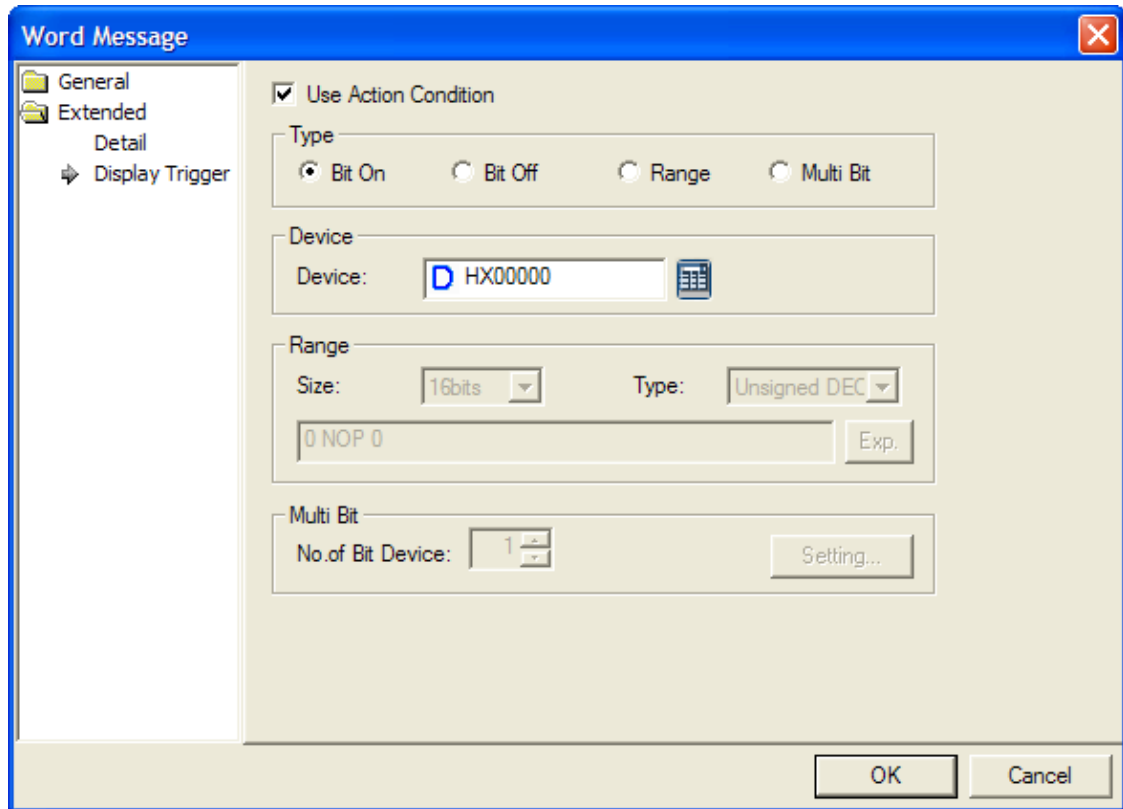 Word Message
General
Extended
Detail
Display Trigger
Use Action Condition
Type
Bit On Bit Off Range Multi Bit
Device
Device: D HX00000
Range
Size: 16bits Type: Unsigned DEC
0 NOP 0 Exp.
Multi Bit
No.of Bit Device: 1 Setting...
OK Cancel